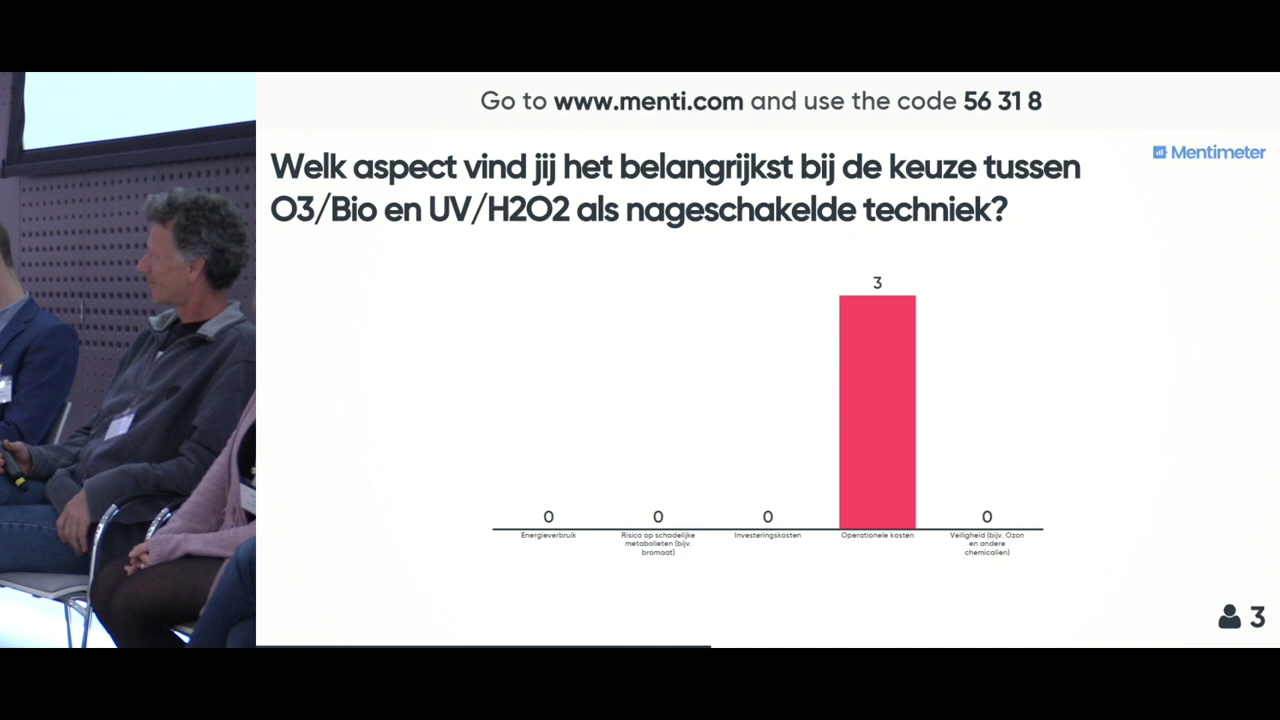 Go to www.menti.com and use the code 56 31 8
Mentimeter
Welk aspect vind jij het belangrijkst bij de keuze tussen
O3/Bio en UV/H2O2 als nageschakelde techniek?
0
0
0
3
0
Energieverbruik
Risico op schadelijke
metabolieten (bijv.
bromaat)
Investeringskosten
Operationele kosten
Veiligheid (bijv. Ozon
en andere
chemicalien)
3